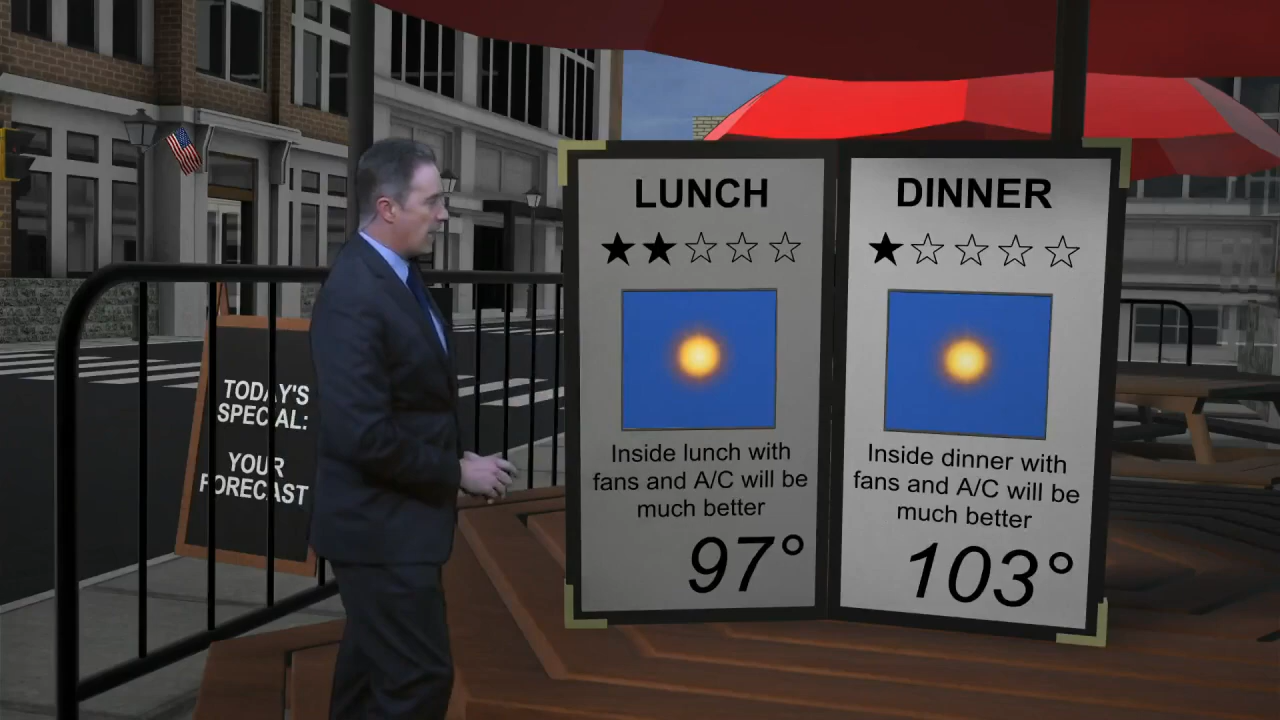 TODAY'S
SPECIAL:
YOUR
FORECAST
LUNCH
Inside lunch with
fans and A/C will be
much better
97°
DINNER
Inside dinner with
fans and A/C will be
much better
103°